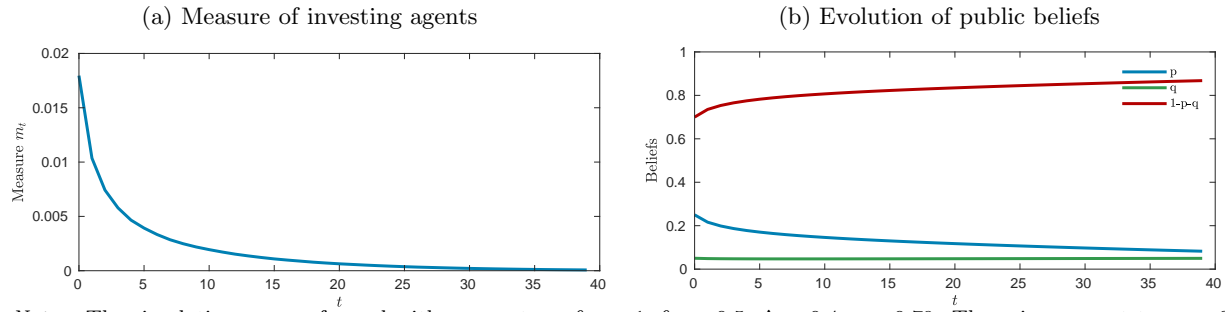 (a) Measure of investing agents
0.02
0.015
0.01
0.005
0
Measure mₜ
0 5 10 15 20 25 30 35 40
t
(b) Evolution of public beliefs
1
0.8
0.6
0.4
0.2
0
Beliefs
p
q
1-p-q
0 5 10 15 20 25 30 35 40
t